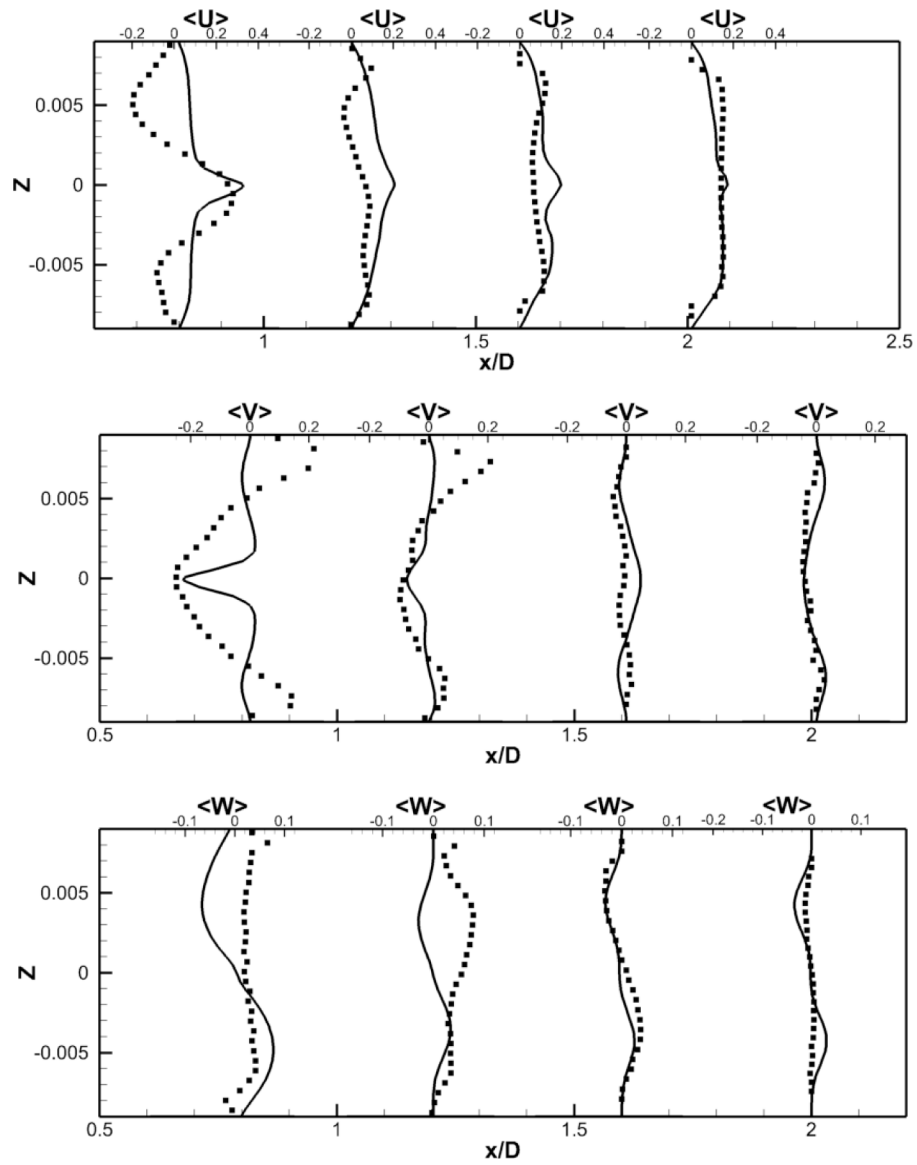 <U> <U> <U> <U>
-0.2 0 0.2 0.4 -0.2 0 0.2 0.4 -0.2 0 0.2 0.4 -0.2 0 0.2 0.4
0.005
Z 0
-0.005
1 1.5 2 2.5
x/D
<V> <V> <V> <V>
-0.2 0 0.2 -0.2 0 0.2 -0.2 0 0.2 -0.2 0 0.2
0.005
Z 0
-0.005
0.5 1 1.5 2
x/D
<W> <W> <W> <W>
-0.1 0 0.1 -0.1 0 0.1 -0.1 0 0.1 -0.2 -0.1 0 0.1
0.005
Z 0
-0.005
0.5 1 1.5 2
x/D